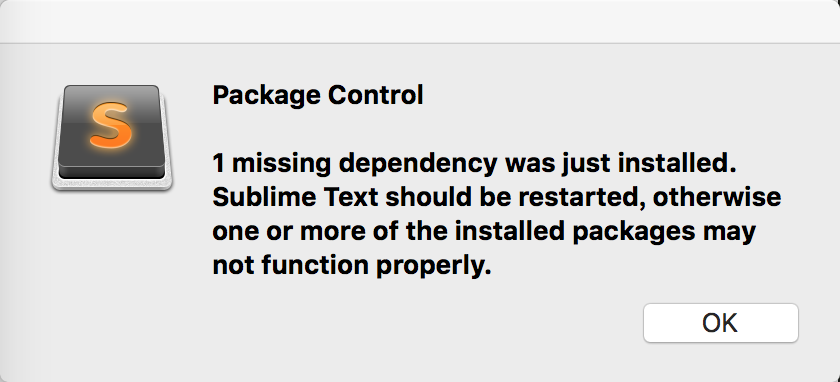 S
Package Control
1 missing dependency was just installed.
Sublime Text should be restarted, otherwise
one or more of the installed packages may
not function properly.
OK